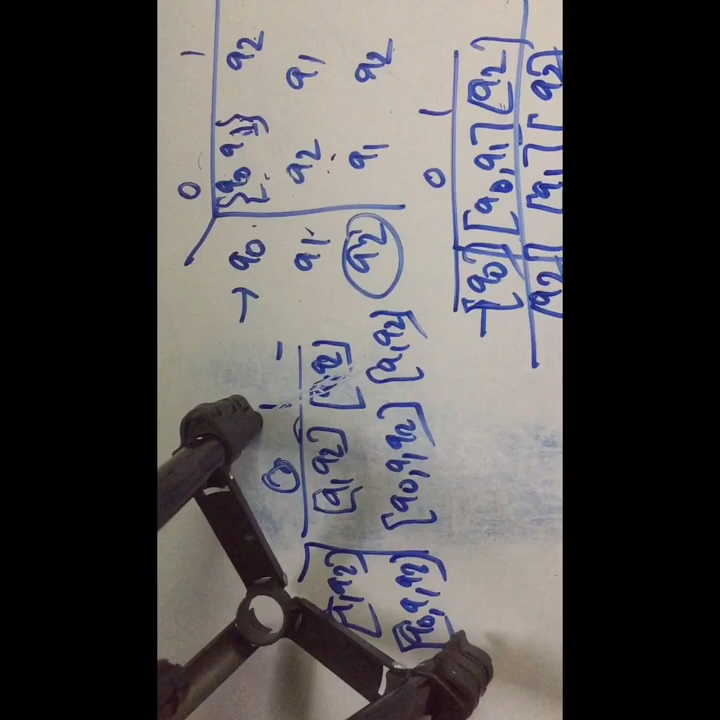 0 1
→ q0 {q0, q1} q2
q1 q2 q1
q2 q1 q2
0 1
→ [q0] [q0, q1] [q2]
[q2] [q1] [q2]
0 1
[q1, q2] [q1, q2] [q1, q2]
[q0, q1, q2] [q0, q1, q2] [q1, q2]